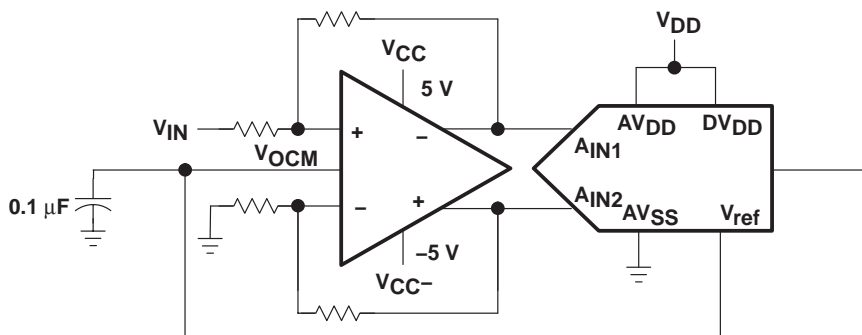 VCC
5 V
VDD
VIN
+
−
AVDD
DVDD
AIN1
VOCM
0.1 µF
−
+
AIN2
AVSS
Vref
−5 V
VCC−